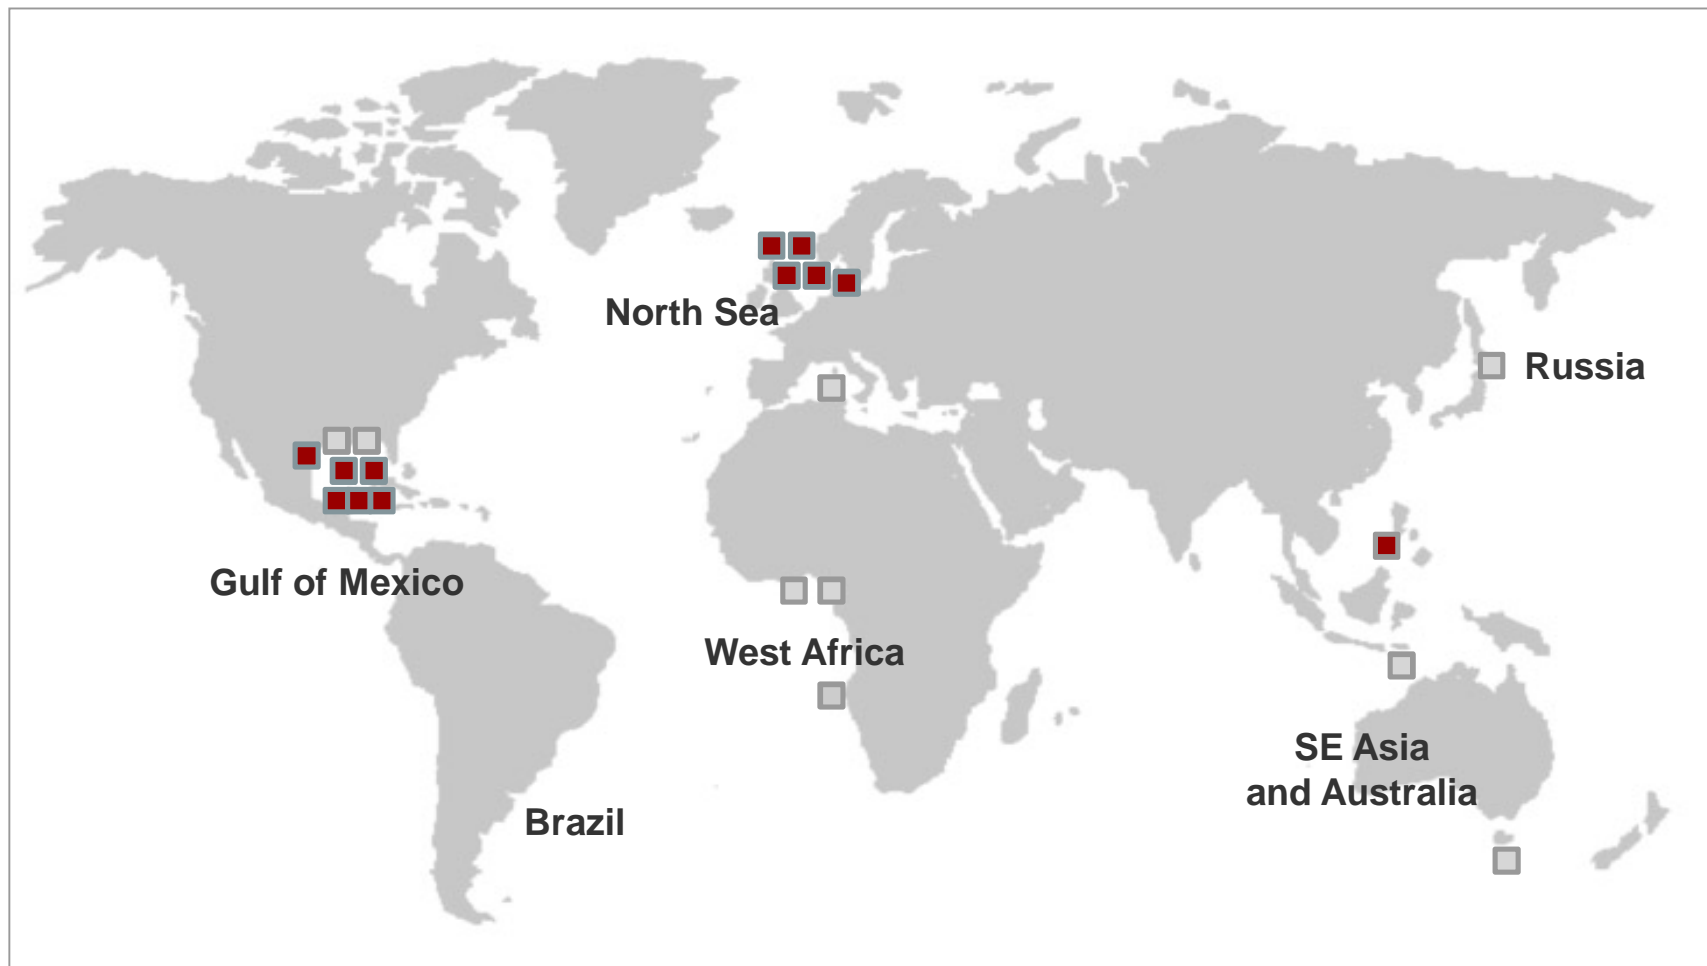 North Sea
Russia
Gulf of Mexico
West Africa
SE Asia
and Australia
Brazil